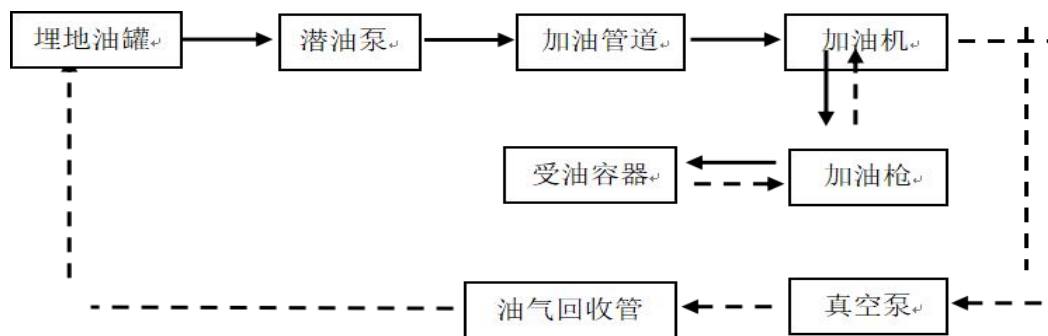 埋地油罐
潜油泵
加油管道
加油机
受油容器
加油枪
油气回收管
真空泵